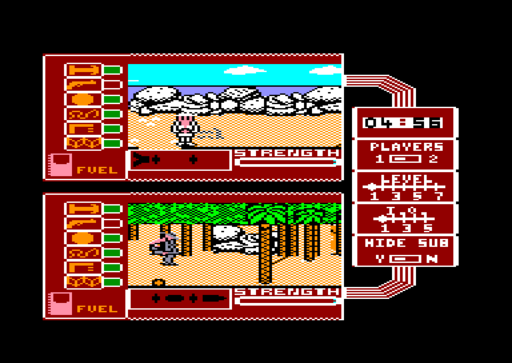 STRENGTH
FUEL
STRENGTH
FUEL
04:56
PLAYERS
1 2
LEVEL
1 3 5 7
I.Q.
1 3 5
HIDE SUB
Y N